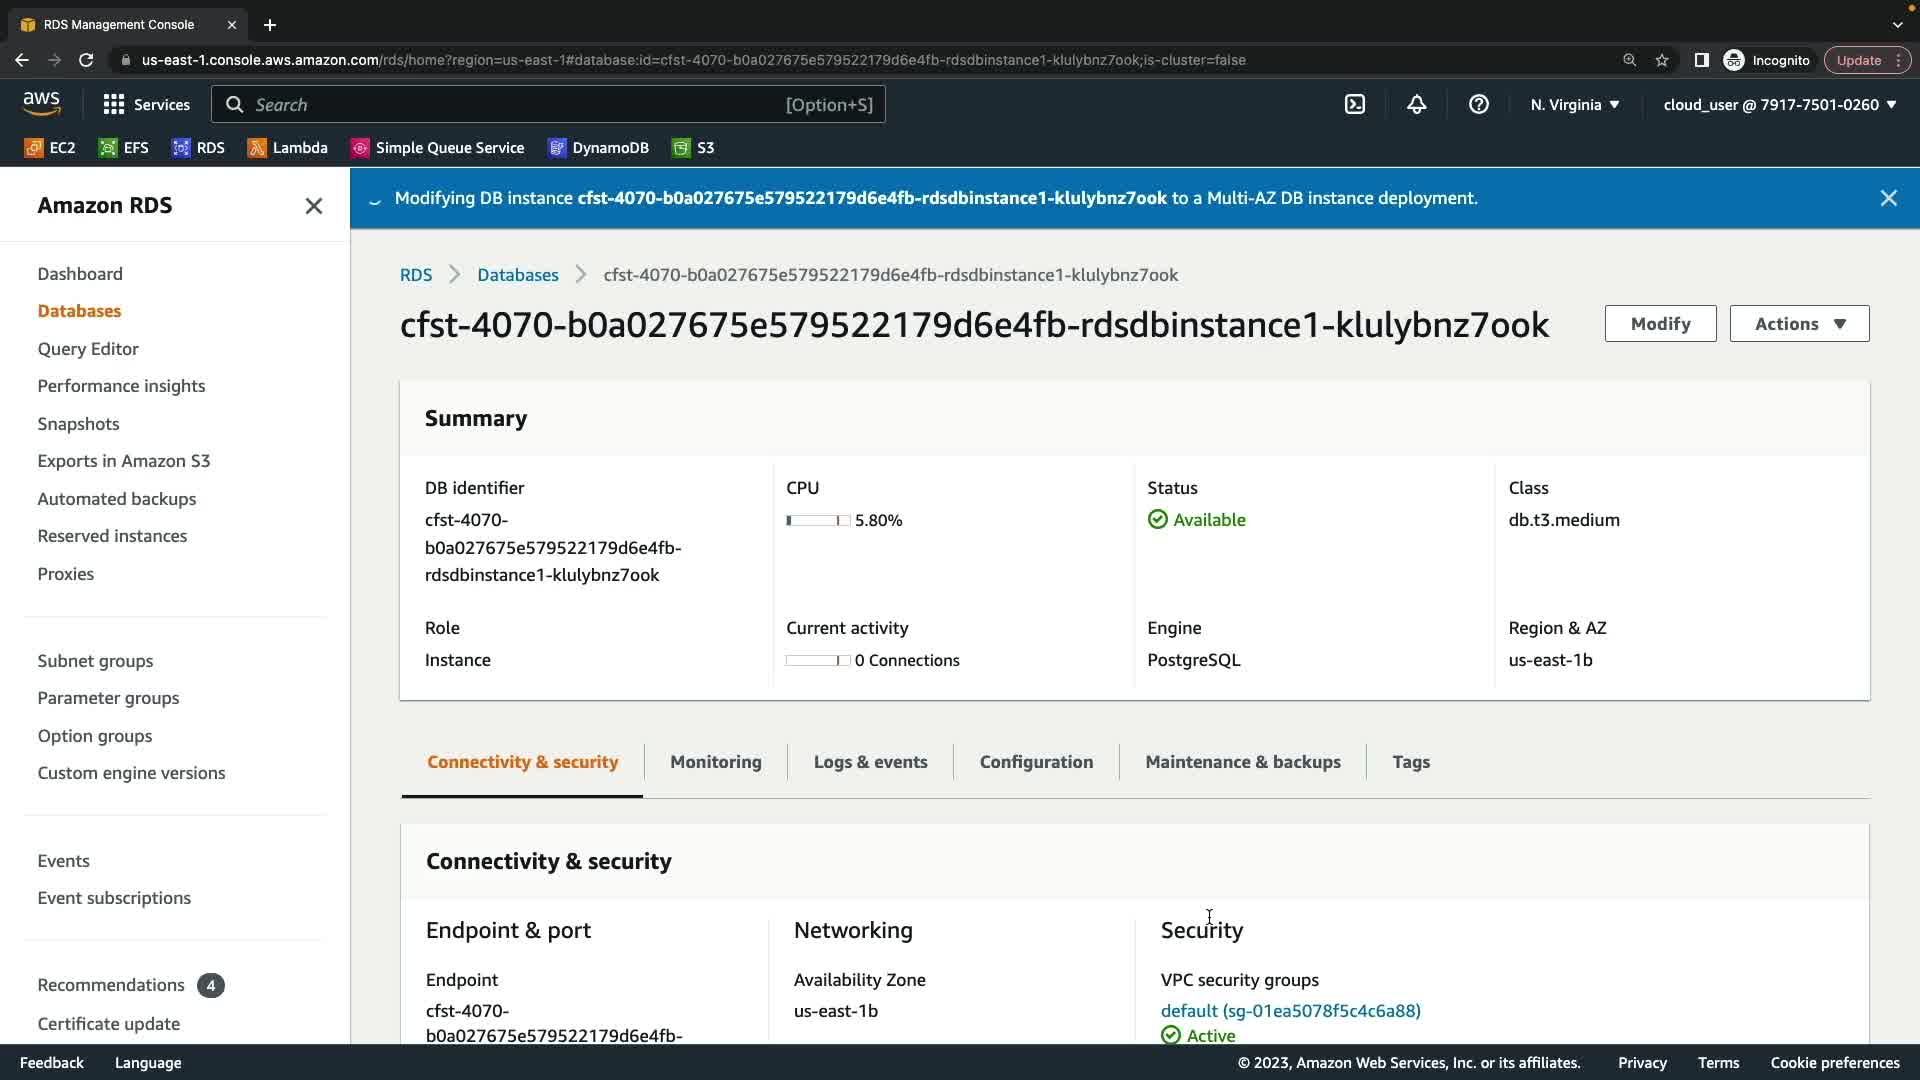 RDS Management Console
us-east-1.console.aws.amazon.com/rds/home?region=us-east-1#database:id=cfst-4070-b0a027675e579522179d6e4fb-rdsdbinstance1-klulybnz7ook;is-cluster=false
Incognito
Update
aws
Services
Search
[Option+S]
N. Virginia
cloud_user @ 7917-7501-0260
EC2
EFS
RDS
Lambda
Simple Queue Service
DynamoDB
S3
Amazon RDS
Dashboard
Databases
Query Editor
Performance insights
Snapshots
Exports in Amazon S3
Automated backups
Reserved instances
Proxies
Subnet groups
Parameter groups
Option groups
Custom engine versions
Events
Event subscriptions
Recommendations 4
Certificate update
Modifying DB instance cfst-4070-b0a027675e579522179d6e4fb-rdsdbinstance1-klulybnz7ook to a Multi-AZ DB instance deployment.
RDS
Databases
cfst-4070-b0a027675e579522179d6e4fb-rdsdbinstance1-klulybnz7ook
cfst-4070-b0a027675e579522179d6e4fb-rdsdbinstance1-klulybnz7ook
Modify
Actions
Summary
DB identifier
cfst-4070-
b0a027675e579522179d6e4fb-
rdsdbinstance1-klulybnz7ook
CPU
5.80%
Status
Available
Class
db.t3.medium
Role
Instance
Current activity
0 Connections
Engine
PostgreSQL
Region & AZ
us-east-1b
Connectivity & security
Monitoring
Logs & events
Configuration
Maintenance & backups
Tags
Connectivity & security
Endpoint & port
Endpoint
cfst-4070-
b0a027675e579522179d6e4fb-
Networking
Availability Zone
us-east-1b
Security
VPC security groups
default (sg-01ea5078f5c4c6a88)
Active
Feedback
Language
© 2023, Amazon Web Services, Inc. or its affiliates.
Privacy
Terms
Cookie preferences